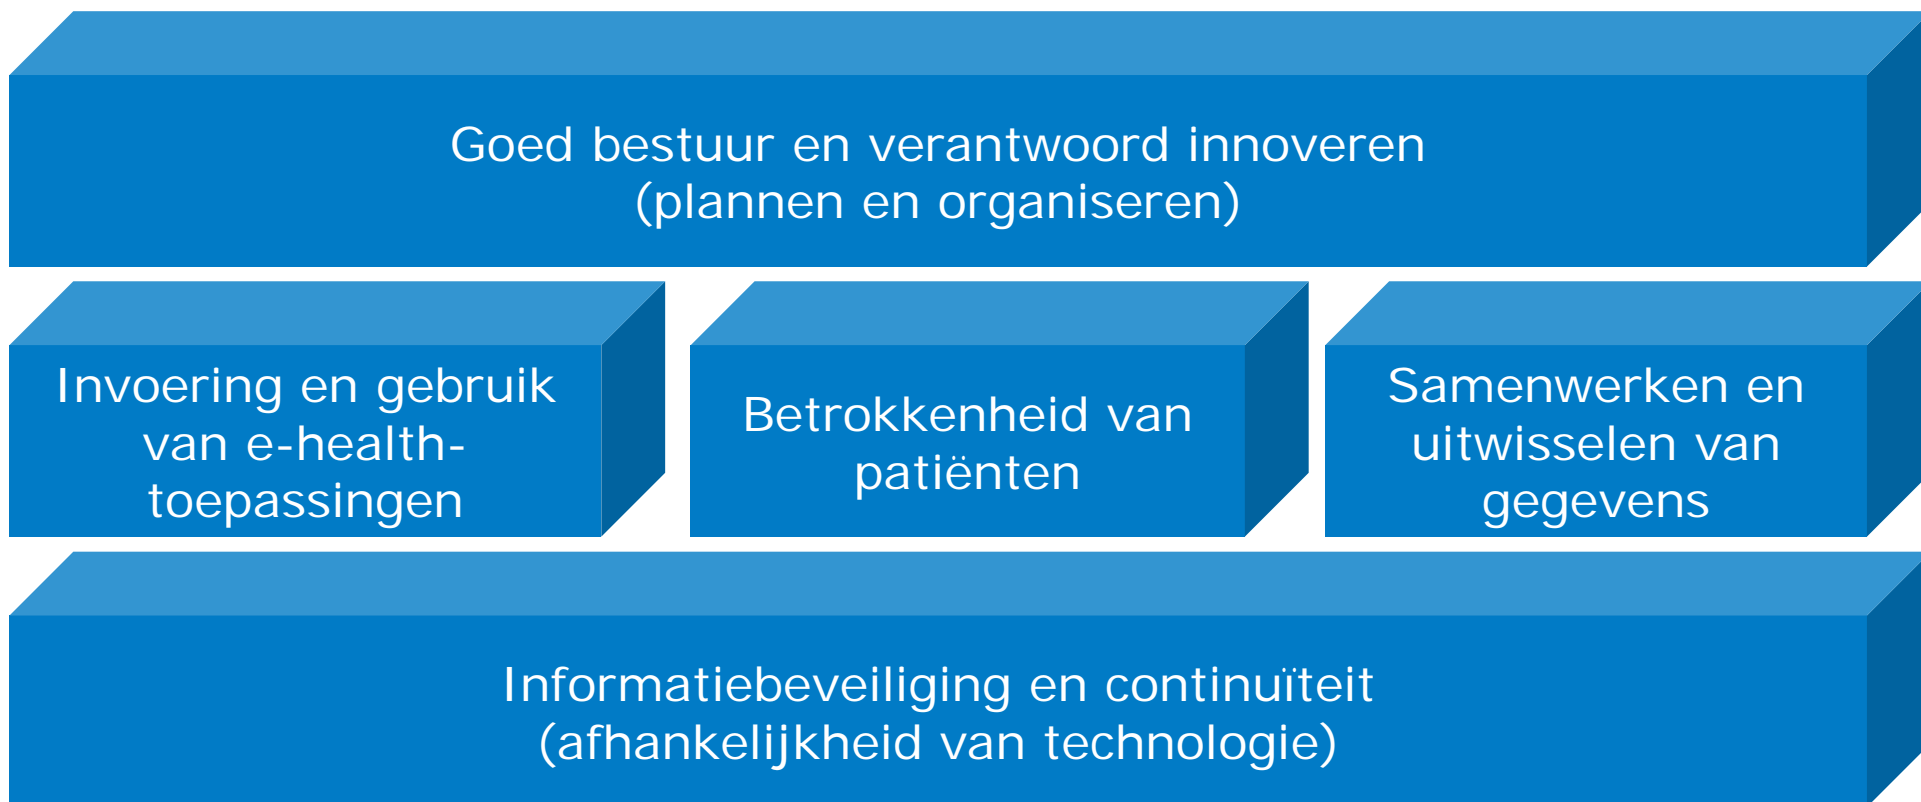 Goed bestuur en verantwoord innoveren
(plannen en organiseren)
Invoering en gebruik
van e-health-
toepassingen
Betrokkenheid van
patiënten
Samenwerken en
uitwisselen van
gegevens
Informatiebeveiliging en continuïteit
(afhankelijkheid van technologie)